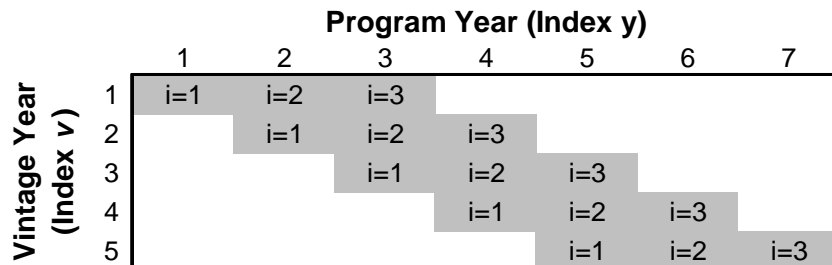 Program Year (Index y)
1 2 3 4 5 6 7
Vintage Year
(Index v)
1 i=1 i=2 i=3
2 i=1 i=2 i=3
3 i=1 i=2 i=3
4 i=1 i=2 i=3
5 i=1 i=2 i=3